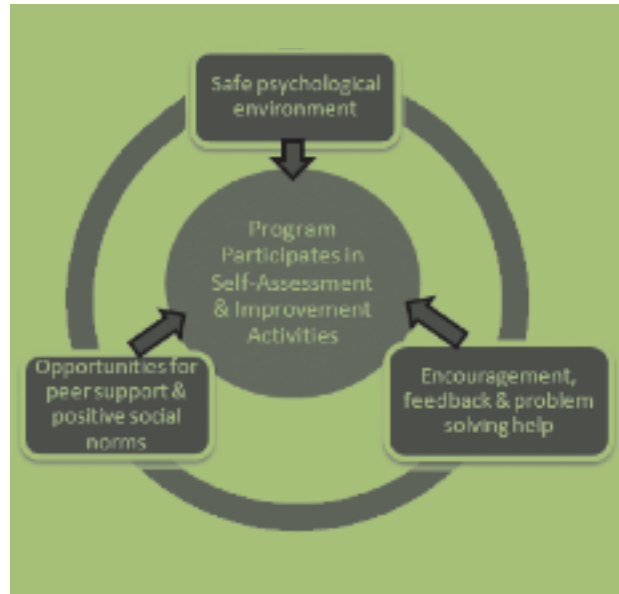 Safe psychological
environment
Program
Participates in
Self-Assessment
& Improvement
Activities
Opportunities for
peer support &
positive social
norms
Encouragement,
feedback & problem
solving help